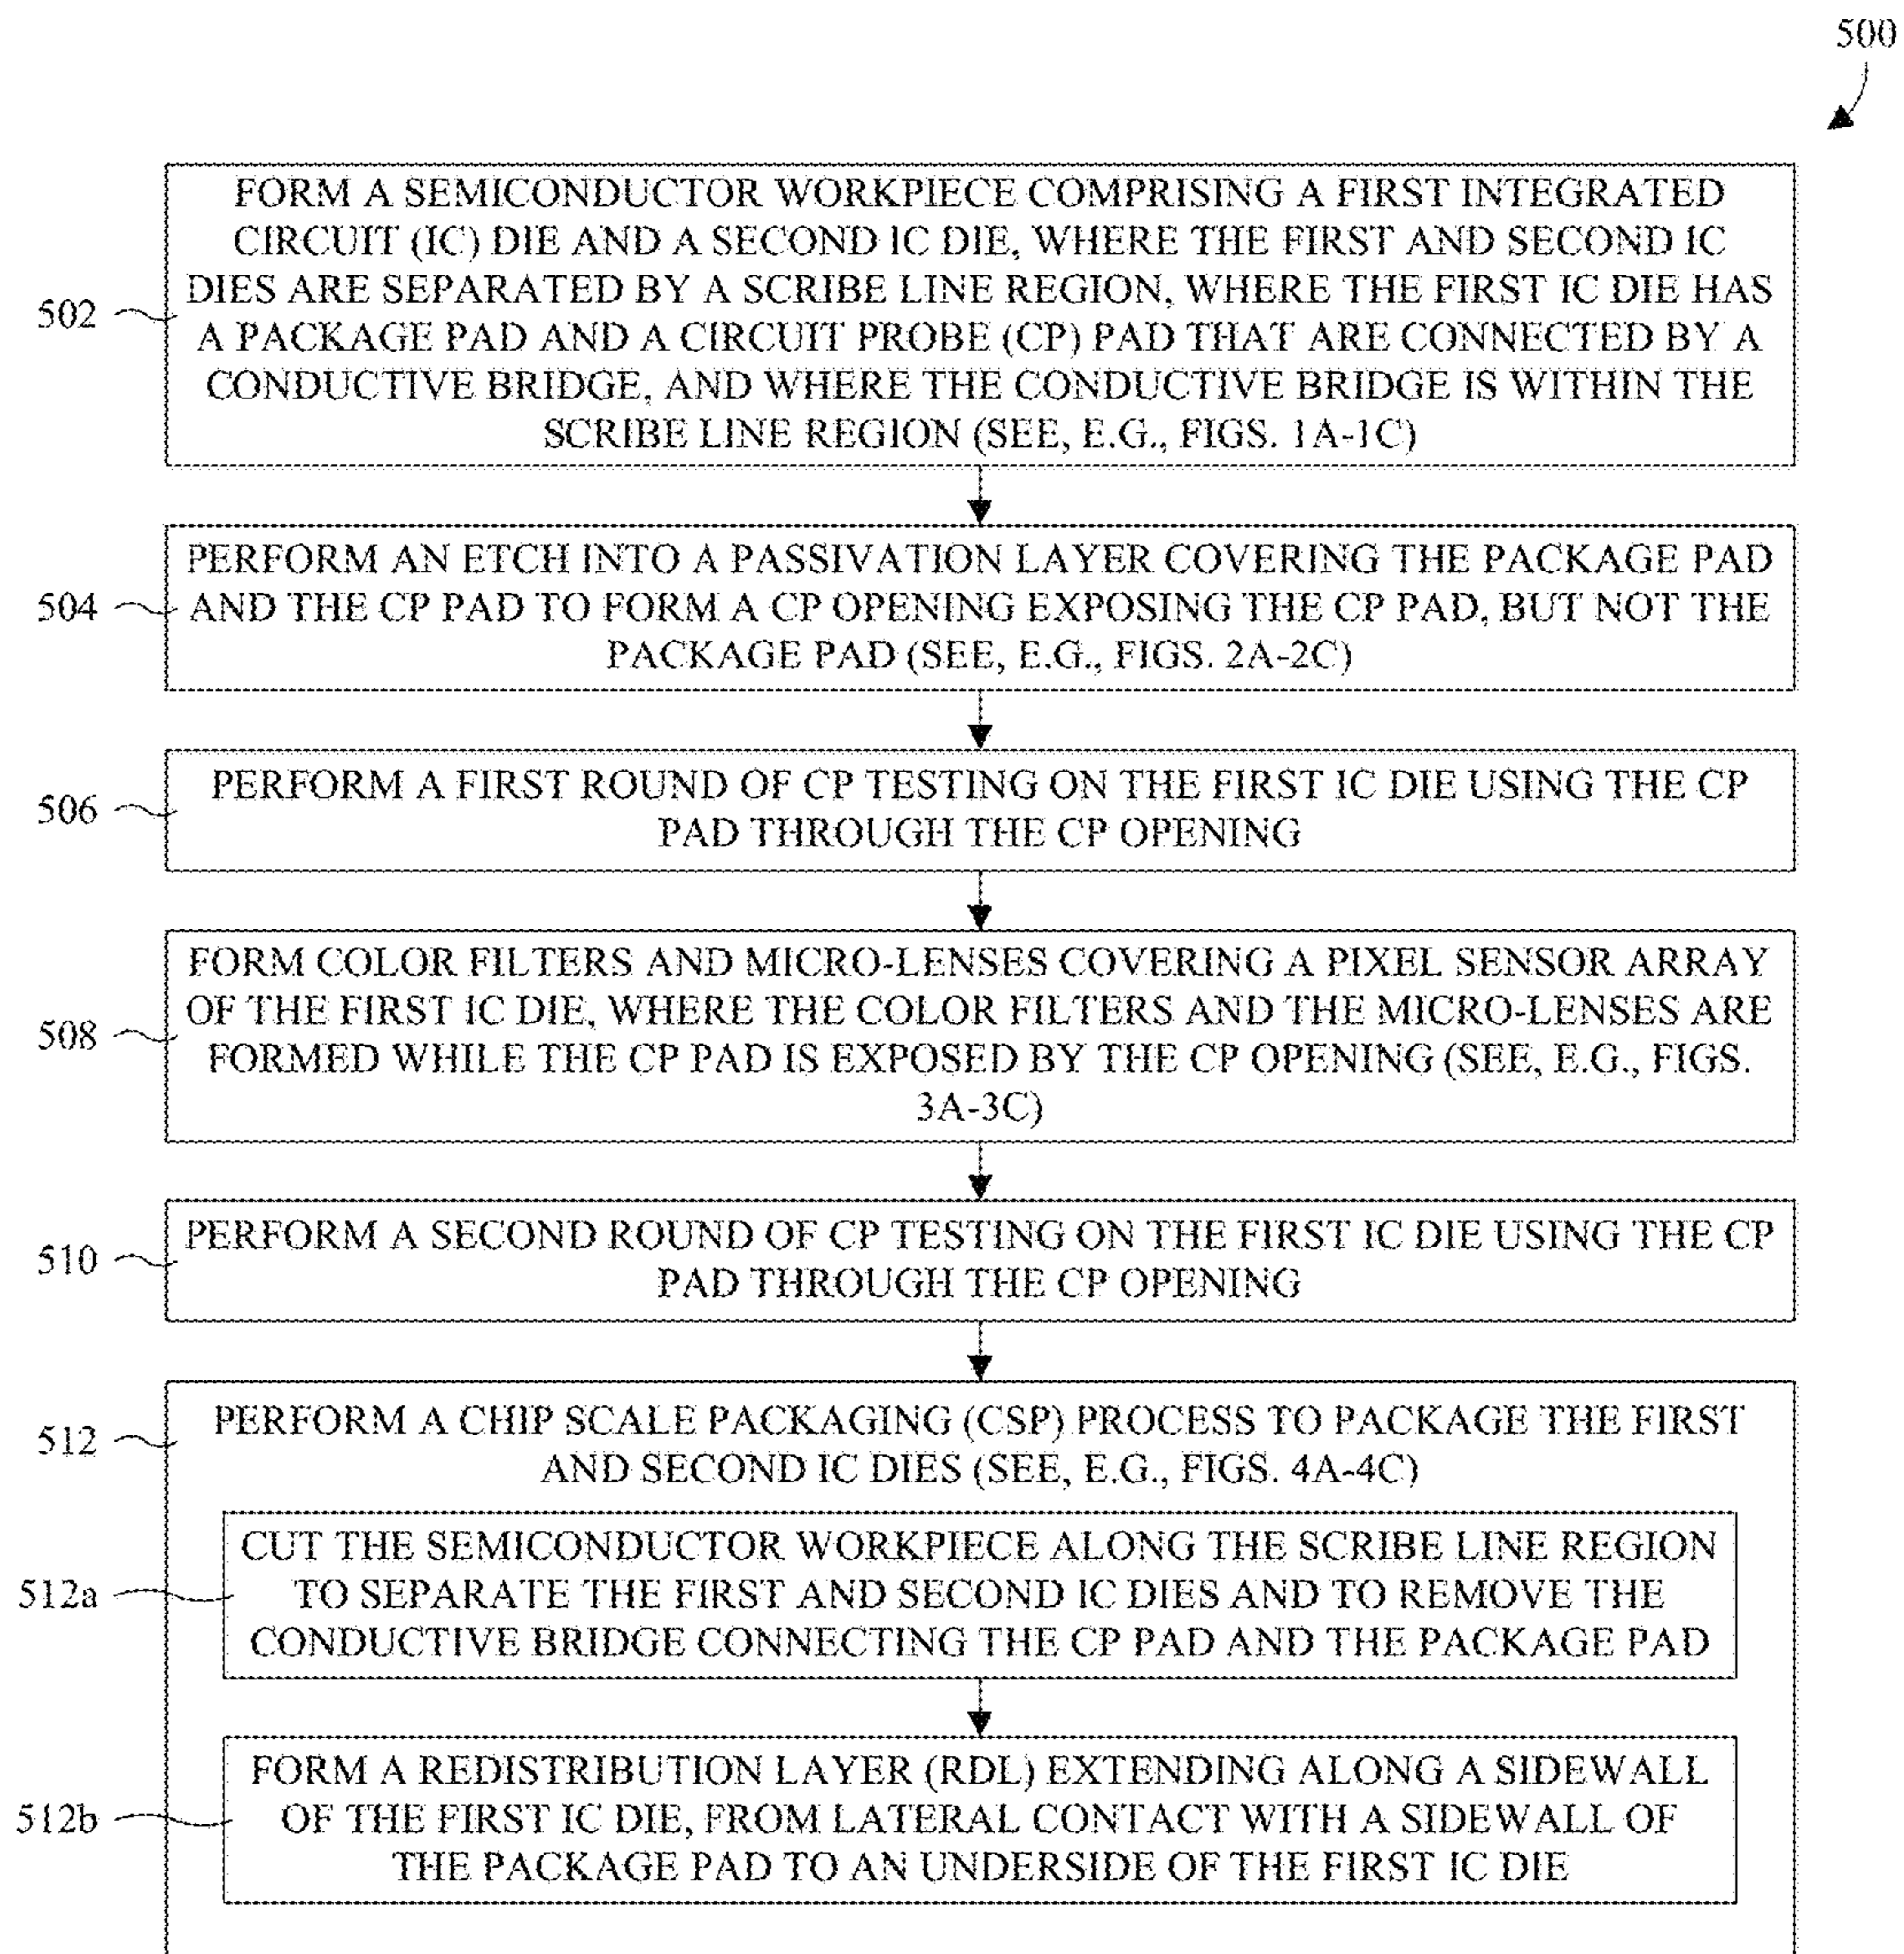 500
FORM A SEMICONDUCTOR WORKPIECE COMPRISING A FIRST INTEGRATED
CIRCUIT (IC) DIE AND A SECOND IC DIE, WHERE THE FIRST AND SECOND IC
DIES ARE SEPARATED BY A SCRIBE LINE REGION, WHERE THE FIRST IC DIE HAS
502
A PACKAGE PAD AND A CIRCUIT PROBE (CP) PAD THAT ARE CONNECTED BY A
CONDUCTIVE BRIDGE, AND WHERE THE CONDUCTIVE BRIDGE IS WITHIN THE
SCRIBE LINE REGION (SEE, E.G., FIGS. 1A-1C)
PERFORM AN ETCH INTO A PASSIVATION LAYER COVERING THE PACKAGE PAD
504
AND THE CP PAD TO FORM A CP OPENING EXPOSING THE CP PAD, BUT NOT THE
PACKAGE PAD (SEE, E.G., FIGS. 2A-2C)
506
PERFORM A FIRST ROUND OF CP TESTING ON THE FIRST IC DIE USING THE CP
PAD THROUGH THE CP OPENING
FORM COLOR FILTERS AND MICRO-LENSES COVERING A PIXEL SENSOR ARRAY
OF THE FIRST IC DIE, WHERE THE COLOR FILTERS AND THE MICRO-LENSES ARE
508
FORMED WHILE THE CP PAD IS EXPOSED BY THE CP OPENING (SEE, E.G., FIGS.
3A-3C)
510
PERFORM A SECOND ROUND OF CP TESTING ON THE FIRST IC DIE USING THE CP
PAD THROUGH THE CP OPENING
512
PERFORM A CHIP SCALE PACKAGING (CSP) PROCESS TO PACKAGE THE FIRST
AND SECOND IC DIES (SEE, E.G., FIGS. 4A-4C)
CUT THE SEMICONDUCTOR WORKPIECE ALONG THE SCRIBE LINE REGION
512a
TO SEPARATE THE FIRST AND SECOND IC DIES AND TO REMOVE THE
CONDUCTIVE BRIDGE CONNECTING THE CP PAD AND THE PACKAGE PAD
FORM A REDISTRIBUTION LAYER (RDL) EXTENDING ALONG A SIDEWALL
512b
OF THE FIRST IC DIE, FROM LATERAL CONTACT WITH A SIDEWALL OF
THE PACKAGE PAD TO AN UNDERSIDE OF THE FIRST IC DIE